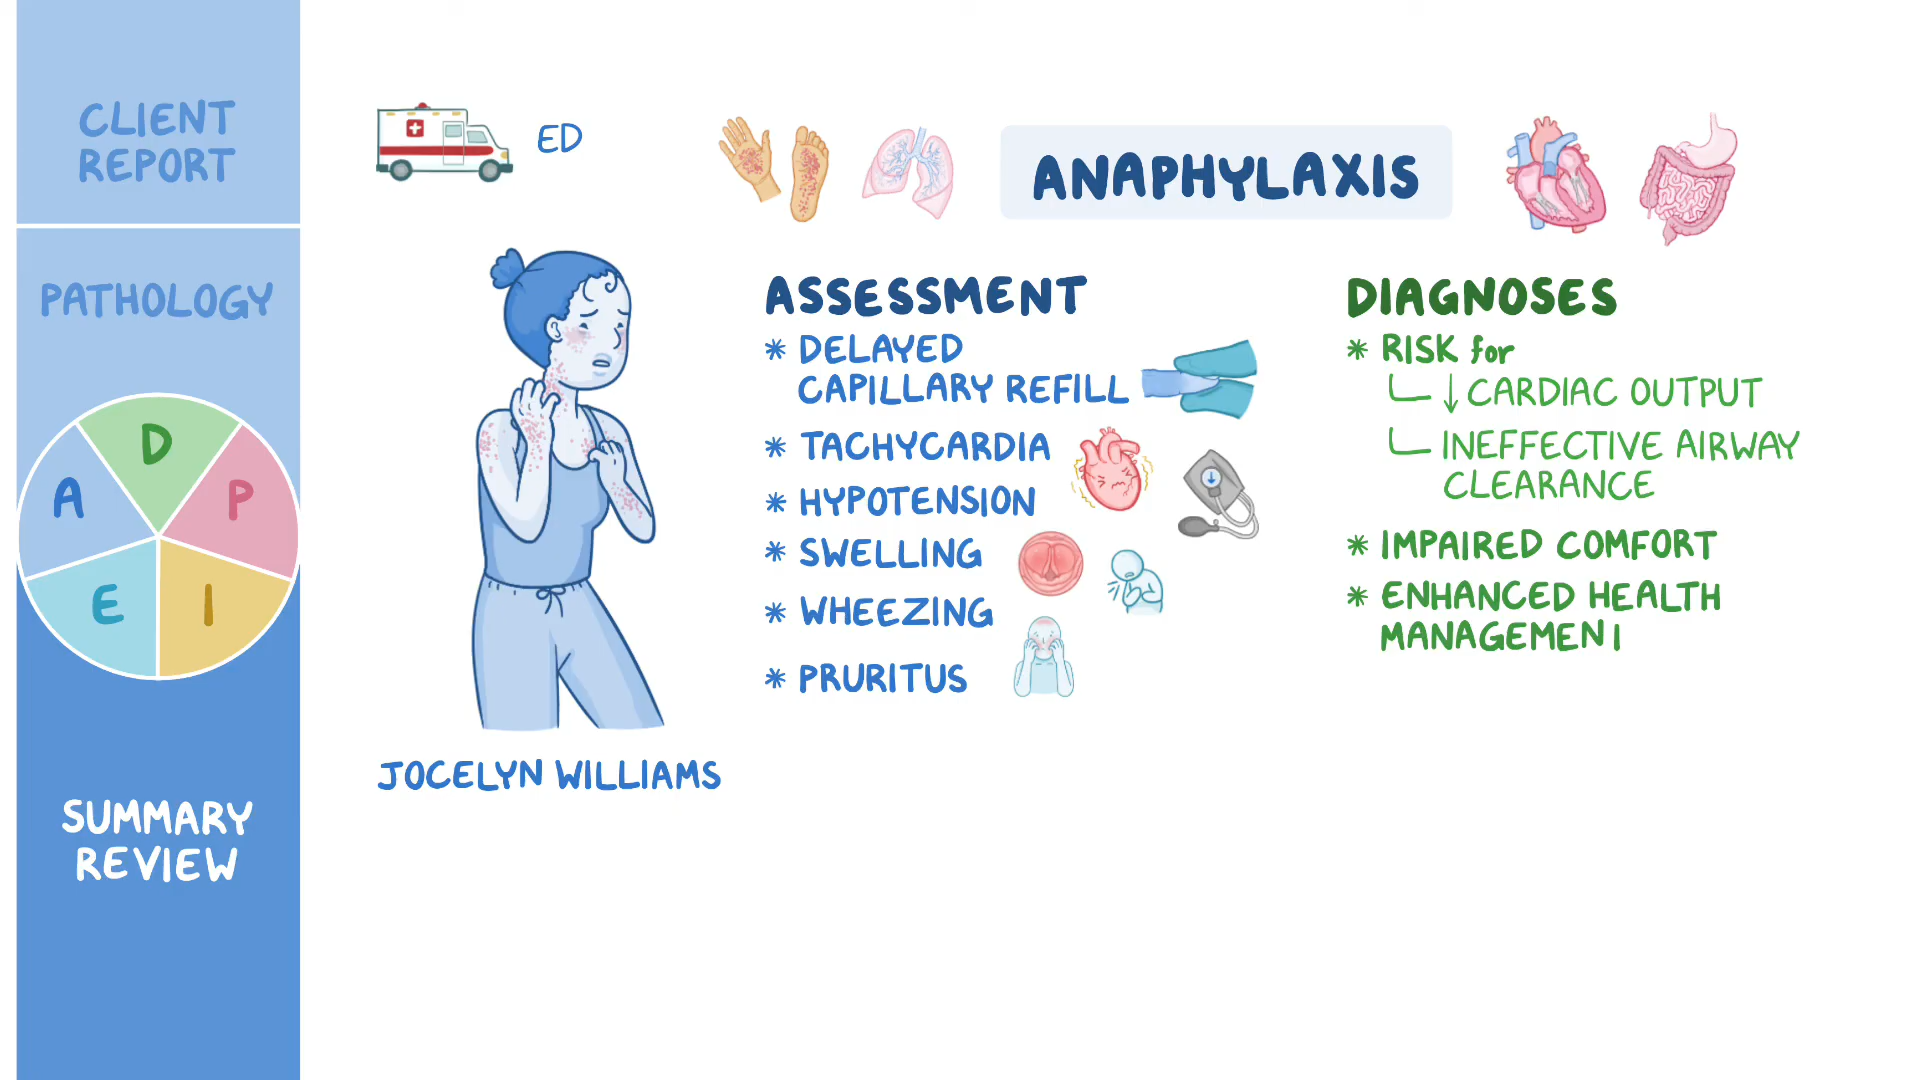 CLIENT
REPORT
PATHOLOGY
A
D
P
E
I
SUMMARY
REVIEW
ED
ANAPHYLAXIS
JOCELYN WILLIAMS
ASSESSMENT
* DELAYED
CAPILLARY REFILL
* TACHYCARDIA
* HYPOTENSION
* SWELLING
* WHEEZING
* PRURITUS
DIAGNOSES
* RISK for
↓ CARDIAC OUTPUT
INEFFECTIVE AIRWAY
CLEARANCE
* IMPAIRED COMFORT
* ENHANCED HEALTH
MANAGEMENI